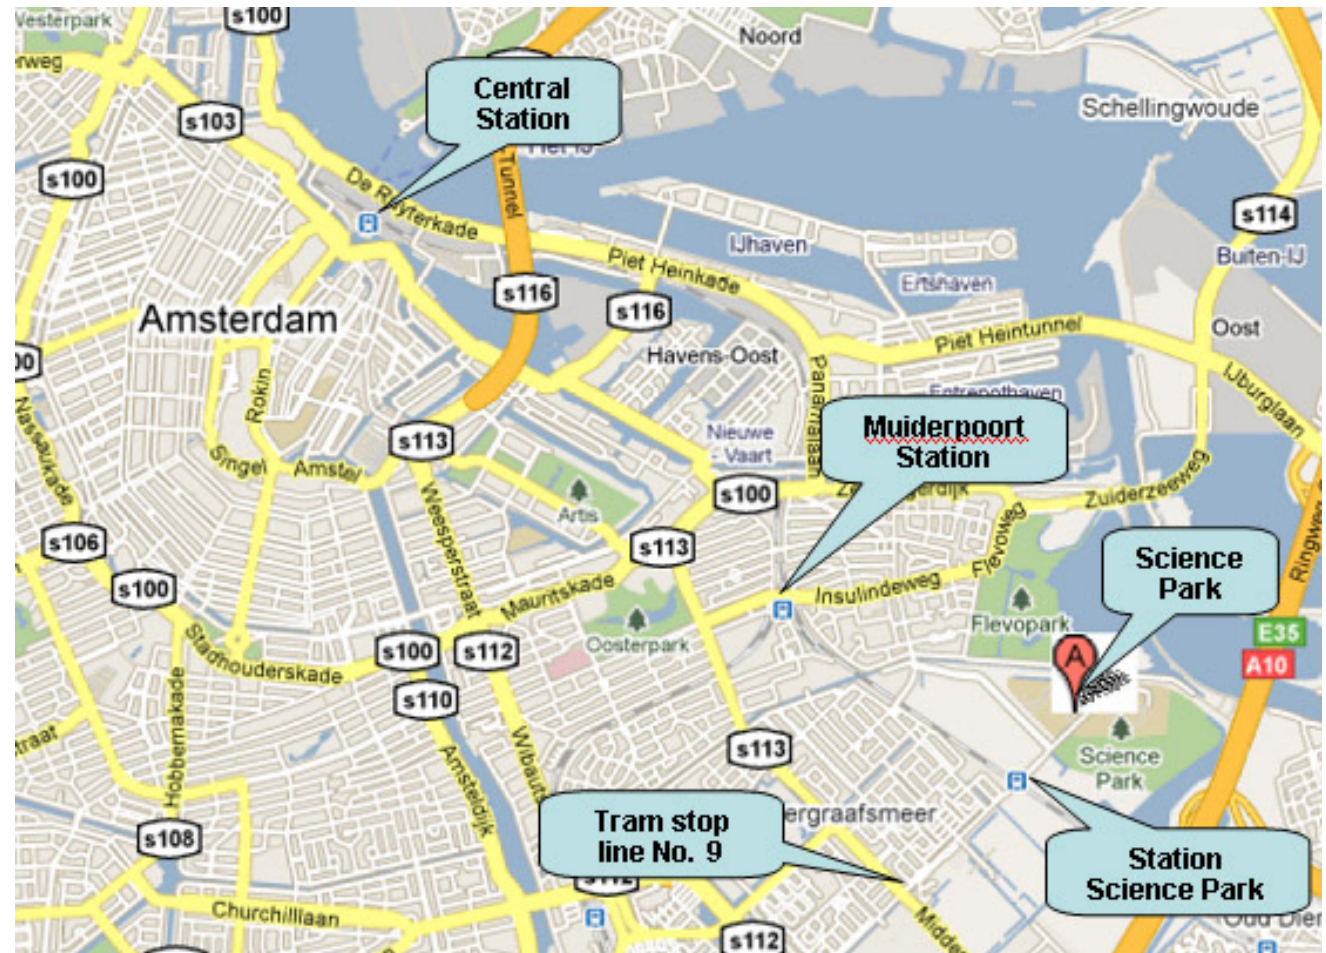 Westerpark
s100
Noord
Central
Station
Schellingwoude
s103
s100
De Ruyterkade
Tunnel
s114
Buiten-IJ
IJhaven
Piet Heinkade
Ertshaven
s116
s116
Amsterdam
Piet Heintunnel
Oost
Havens-Oost
Panamalaan
IJburglaan
Rokin
Nassaukade
Muiderpoort
Station
s113
Nieuwe
- Vaart
Singel
Amstel
s100
Zuiderzeeweg
Artis
Weesperstraat
s106
s113
Flevoweg
Science
Park
Ringweg
s100
Mauritskade
Insulindeweg
Flevopark
E35
Oosterpark
Stadhouderskade
s100
s112
A
A10
Hobbemakade
s110
s113
Science
Park
Amsteldijk
Tram stop
line No. 9
ergraafsmeer
s108
Station
Science Park
s112
Churchilllaan
s112